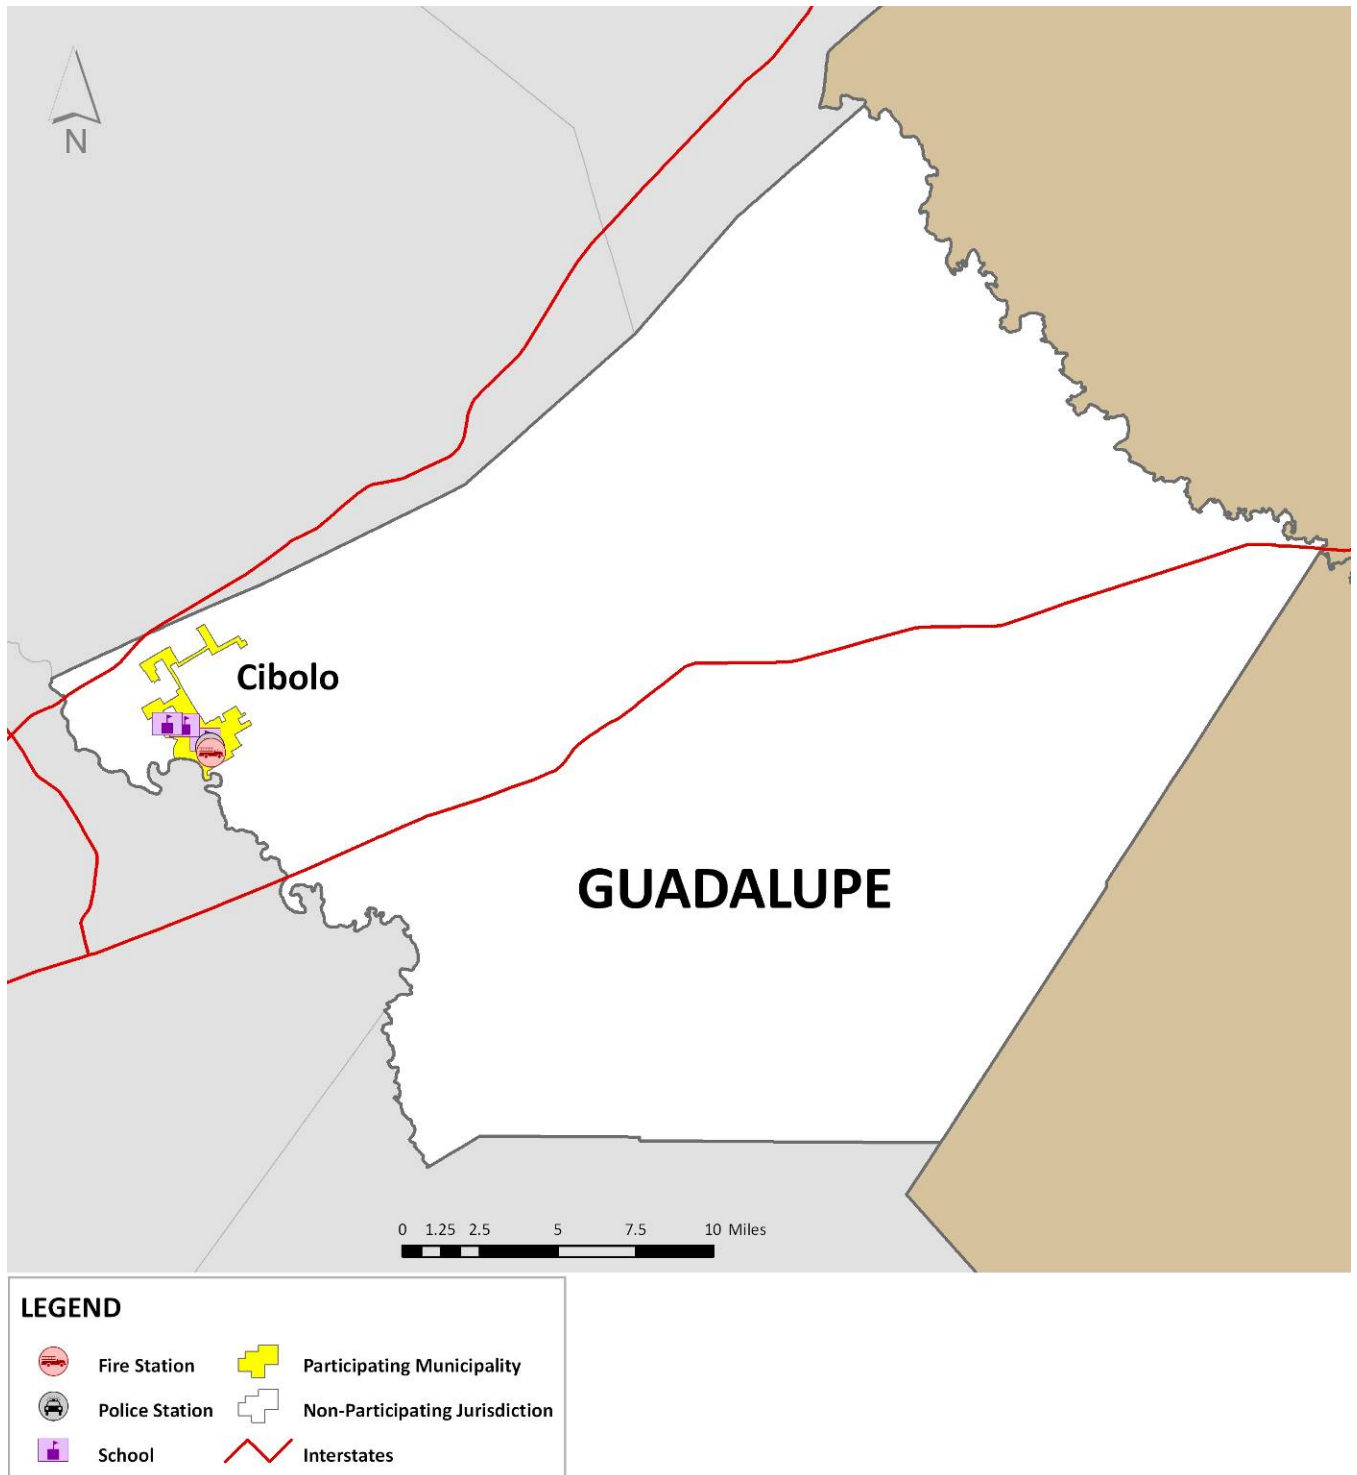 N
Cibolo
GUADALUPE
0 1.25 2.5 5 7.5 10 Miles
LEGEND
Fire Station
Participating Municipality
Police Station
Non-Participating Jurisdiction
School
Interstates